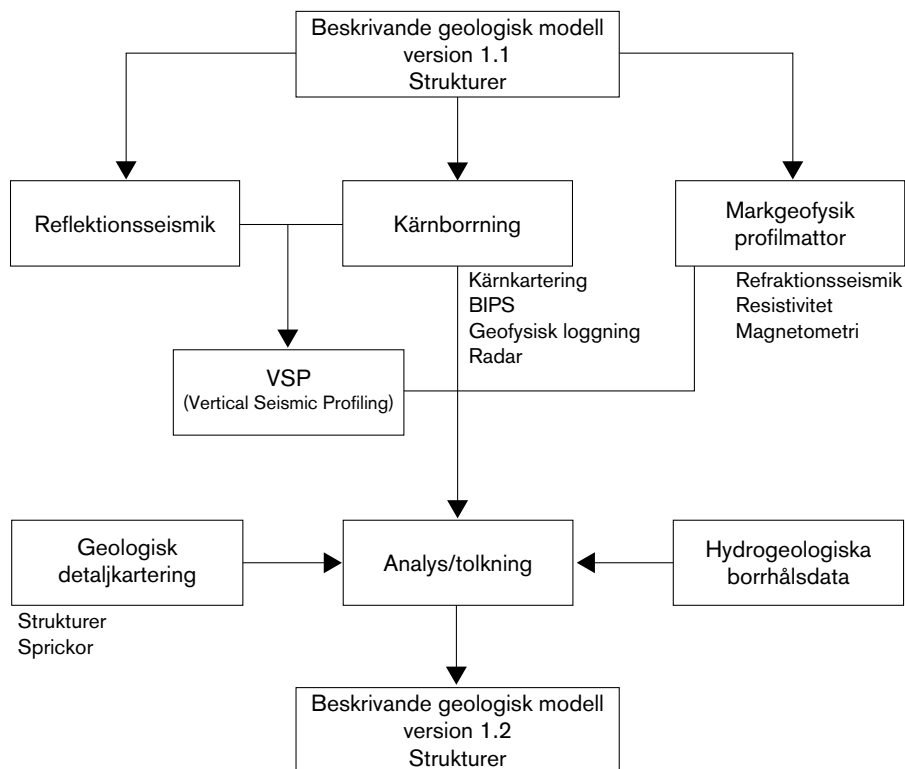 Beskrivande geologisk modell
version 1.1
Strukturer
Reflektionsseismik
Kärnborrning
Markgeofysik
profilmattor
Kärnkartering
BIPS
Geofysisk loggning
Radar
Refraktionsseismik
Resistivitet
Magnetometri
VSP
(Vertical Seismic Profiling)
Geologisk
detaljkartering
Analys/tolkning
Hydrogeologiska
borrhålsdata
Strukturer
Sprickor
Beskrivande geologisk modell
version 1.2
Strukturer